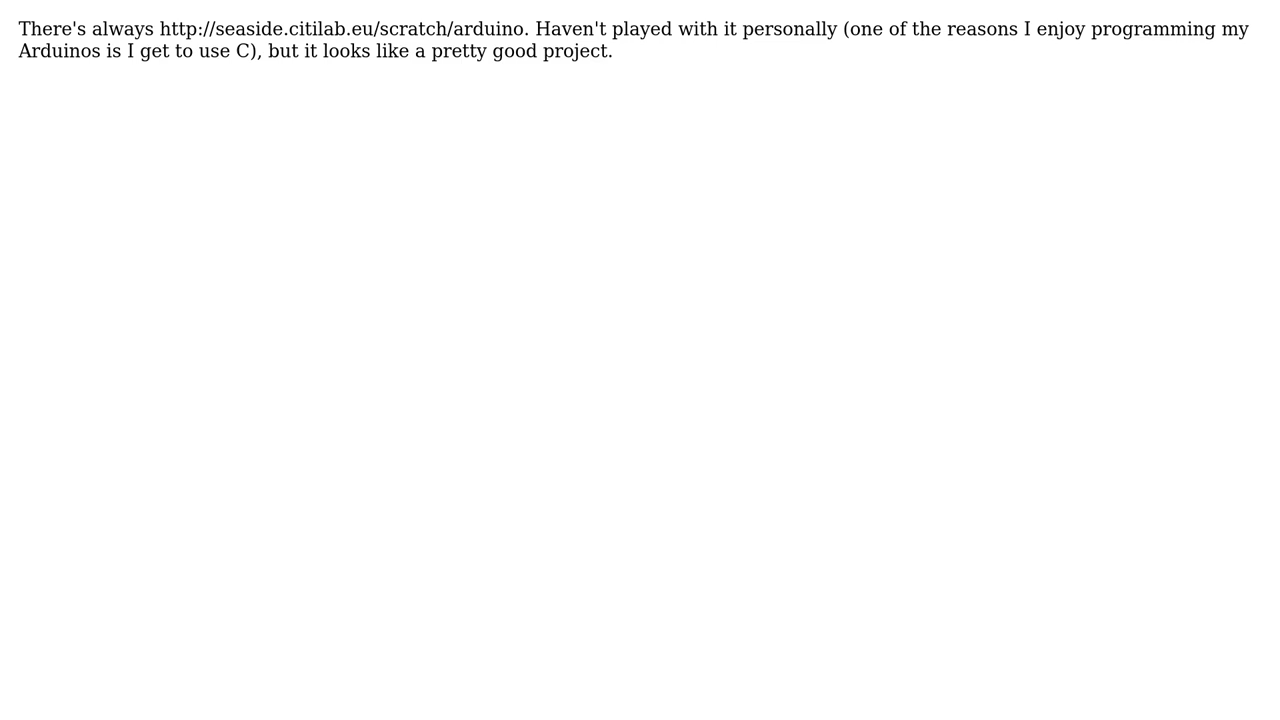 There's always http://seaside.citilab.eu/scratch/arduino. Haven't played with it personally (one of the reasons I enjoy programming my
Arduinos is I get to use C), but it looks like a pretty good project.